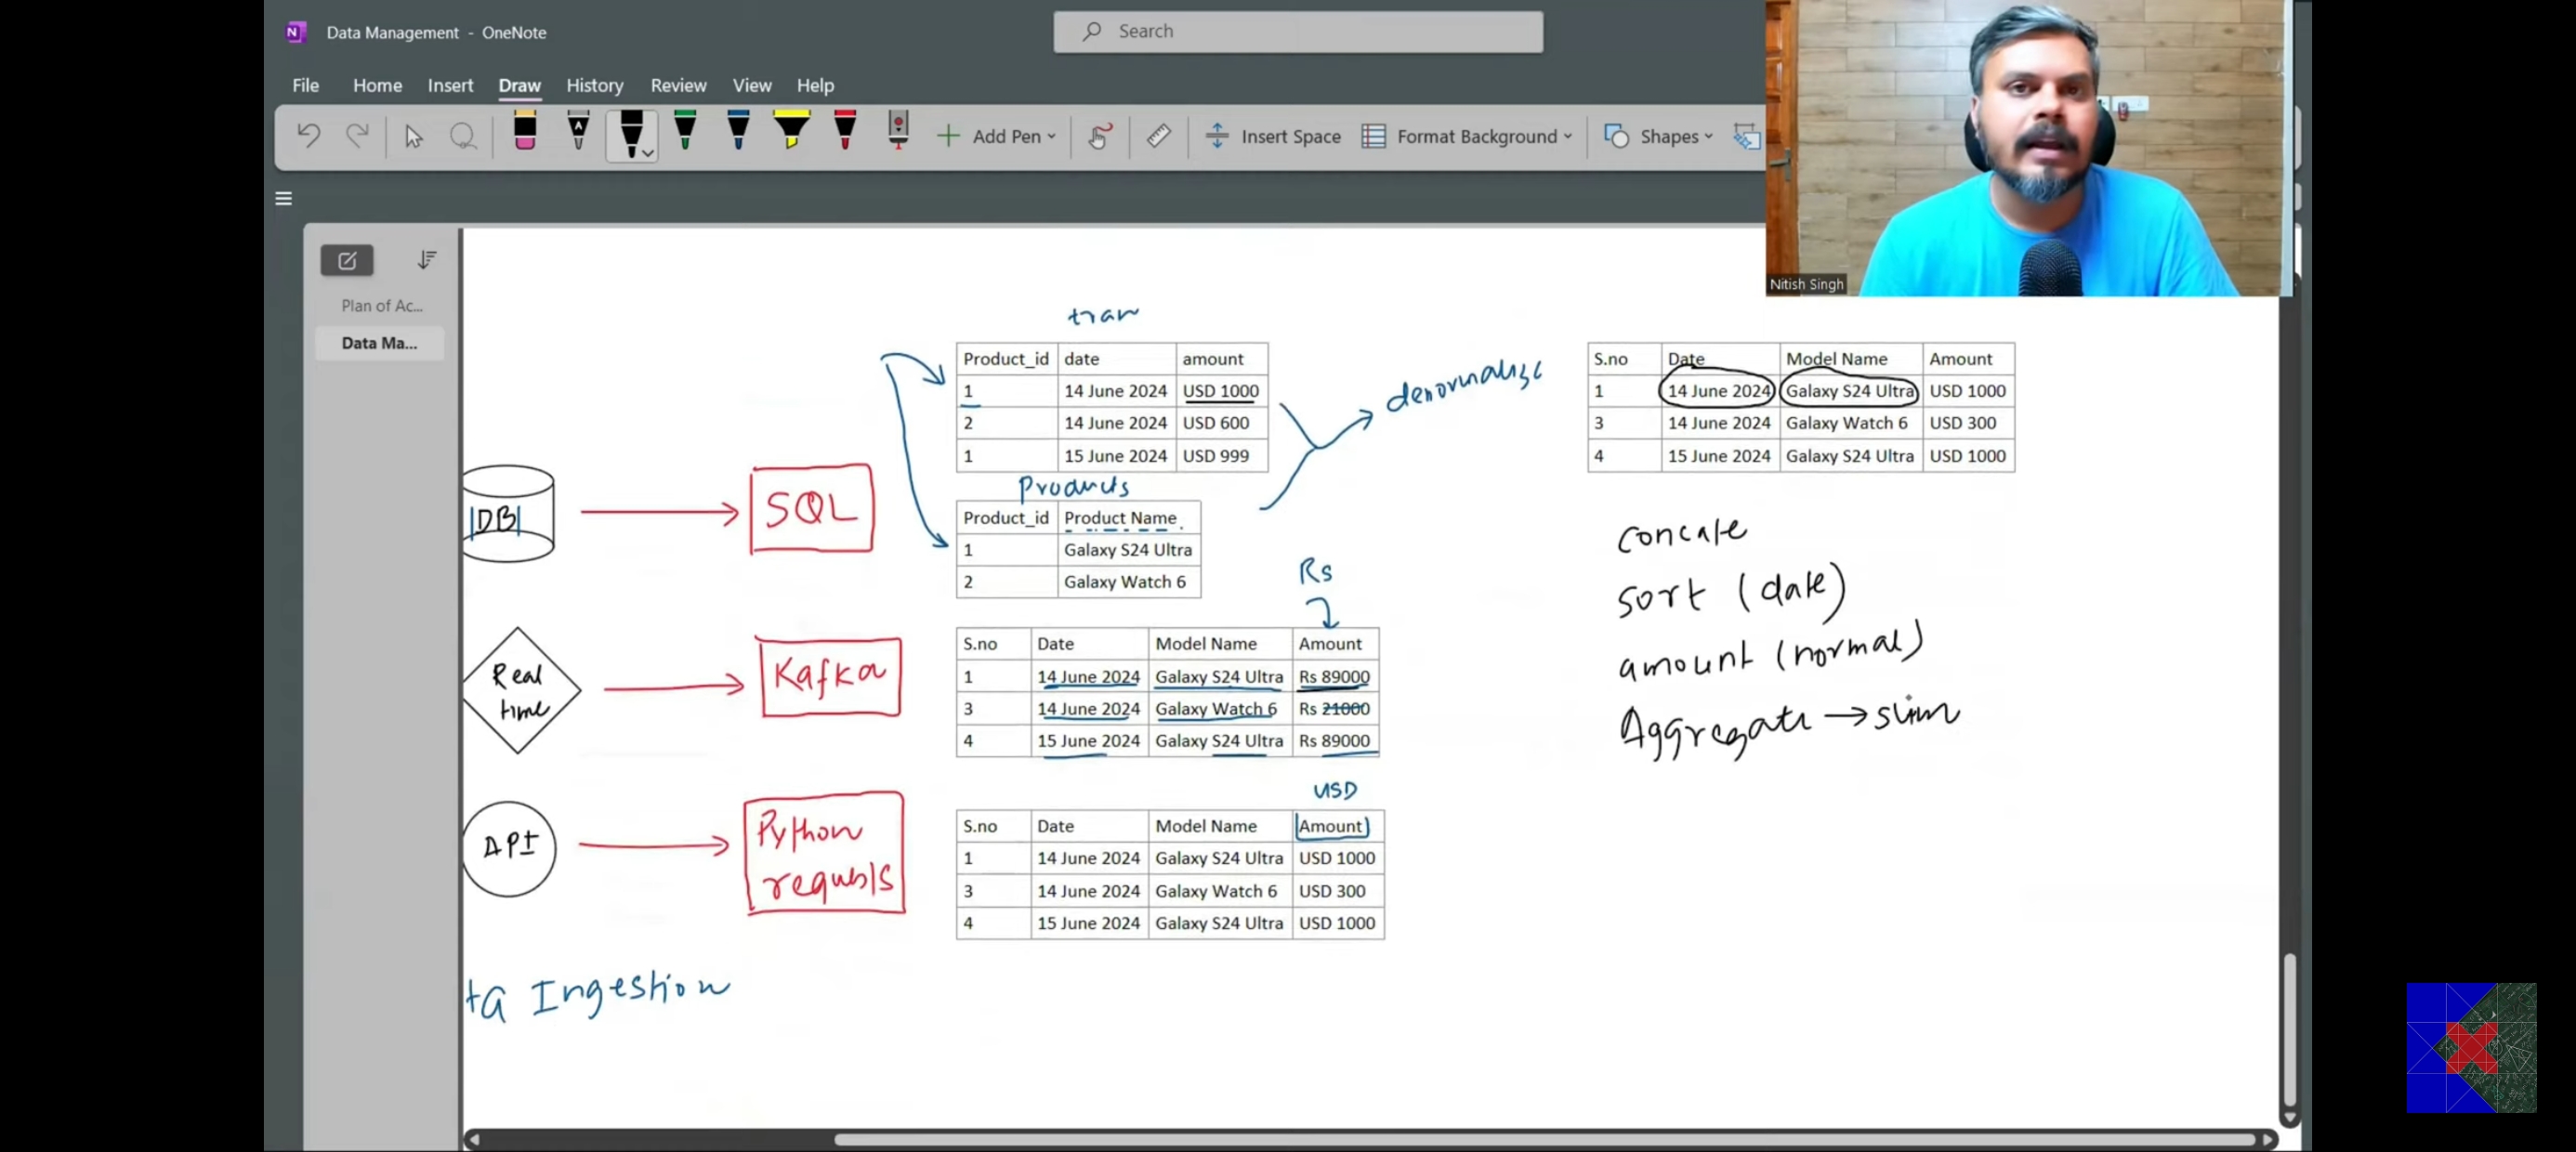 Data Management - OneNote
Search
File Home Insert Draw History Review View Help
Add Pen
Insert Space
Format Background
Shapes
Nitish Singh
Plan of Ac...
Data Ma...
tran
Product_id date amount
1 14 June 2024 USD 1000
2 14 June 2024 USD 600
1 15 June 2024 USD 999
denormalize
Products
Product_id Product Name
1 Galaxy S24 Ultra
2 Galaxy Watch 6
DB
SQL
Rs
S.no Date Model Name Amount
1 14 June 2024 Galaxy S24 Ultra Rs 89000
3 14 June 2024 Galaxy Watch 6 Rs 21000
4 15 June 2024 Galaxy S24 Ultra Rs 89000
Real
time
Kafka
USD
S.no Date Model Name Amount
1 14 June 2024 Galaxy S24 Ultra USD 1000
3 14 June 2024 Galaxy Watch 6 USD 300
4 15 June 2024 Galaxy S24 Ultra USD 1000
API
Python
requests
ta Ingestion
S.no Date Model Name Amount
1 14 June 2024 Galaxy S24 Ultra USD 1000
3 14 June 2024 Galaxy Watch 6 USD 300
4 15 June 2024 Galaxy S24 Ultra USD 1000
concate
sort (date)
amount (normal)
Aggregate → sum